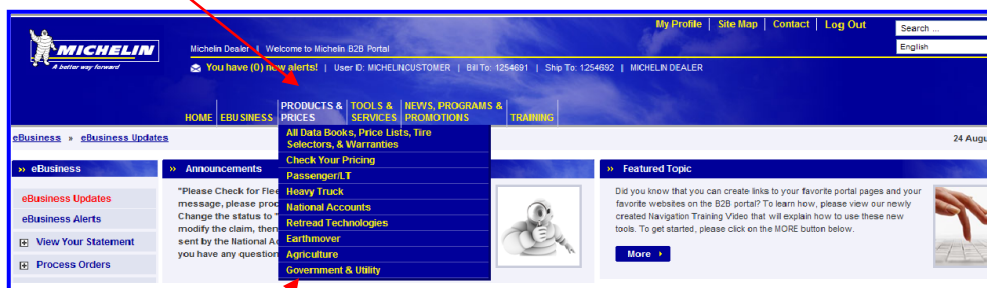 My Profile | Site Map | Contact | Log Out
Search ...
MICHELIN
A better way forward
Michelin Dealer || Welcome to Michelin B2B Portal
English
You have (0) new alerts! | User ID: MICHELINCUSTOMER | Bill To: 1254691 | Ship To: 1254692 || MICHELIN DEALER
HOME
EBUSINESS
PRODUCTS & PRICES
TOOLS & SERVICES
NEWS, PROGRAMS & PROMOTIONS
TRAINING
eBusiness » eBusiness Updates
24 Augu
» eBusiness
eBusiness Updates
eBusiness Alerts
View Your Statement
Process Orders
» Announcements
"Please Check for Flee
message, please proc
Change the status to "
modify the claim, then
sent by the National Ac
you have any question
All Data Books, Price Lists, Tire
Selectors, & Warranties
Check Your Pricing
Passenger/LT
Heavy Truck
National Accounts
Retread Technologies
Earthmover
Agriculture
Government & Utility
» Featured Topic
Did you know that you can create links to your favorite portal pages and your
favorite websites on the B2B portal? To learn how, please view our newly
created Navigation Training Video that will explain how to use these new
tools. To get started, please click on the MORE button below.
More